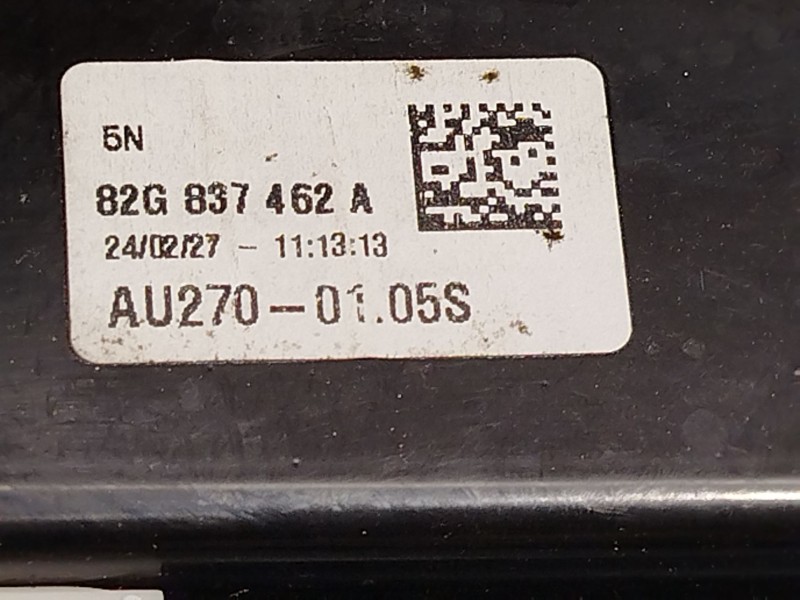 5N
82G 837 462 A
24/02/27 - 11:13:13
AU270-01.05S